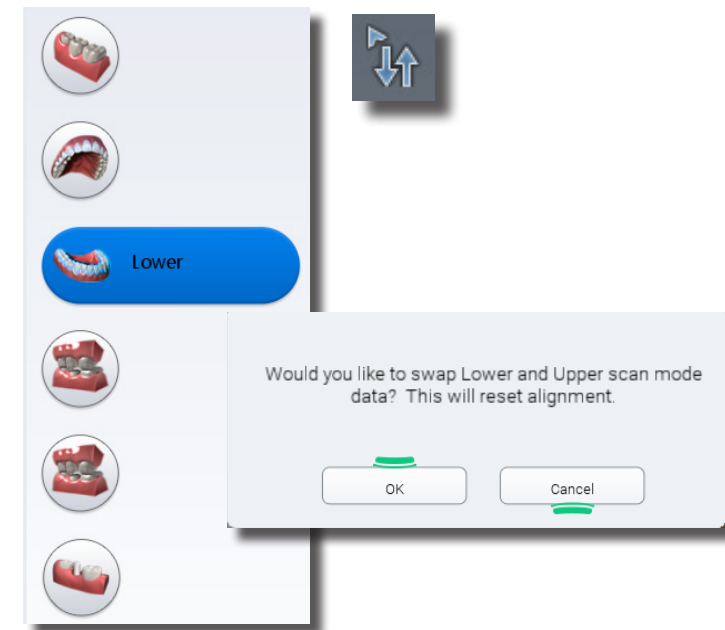 Lower
Would you like to swap Lower and Upper scan mode
data?  This will reset alignment.
OK
Cancel